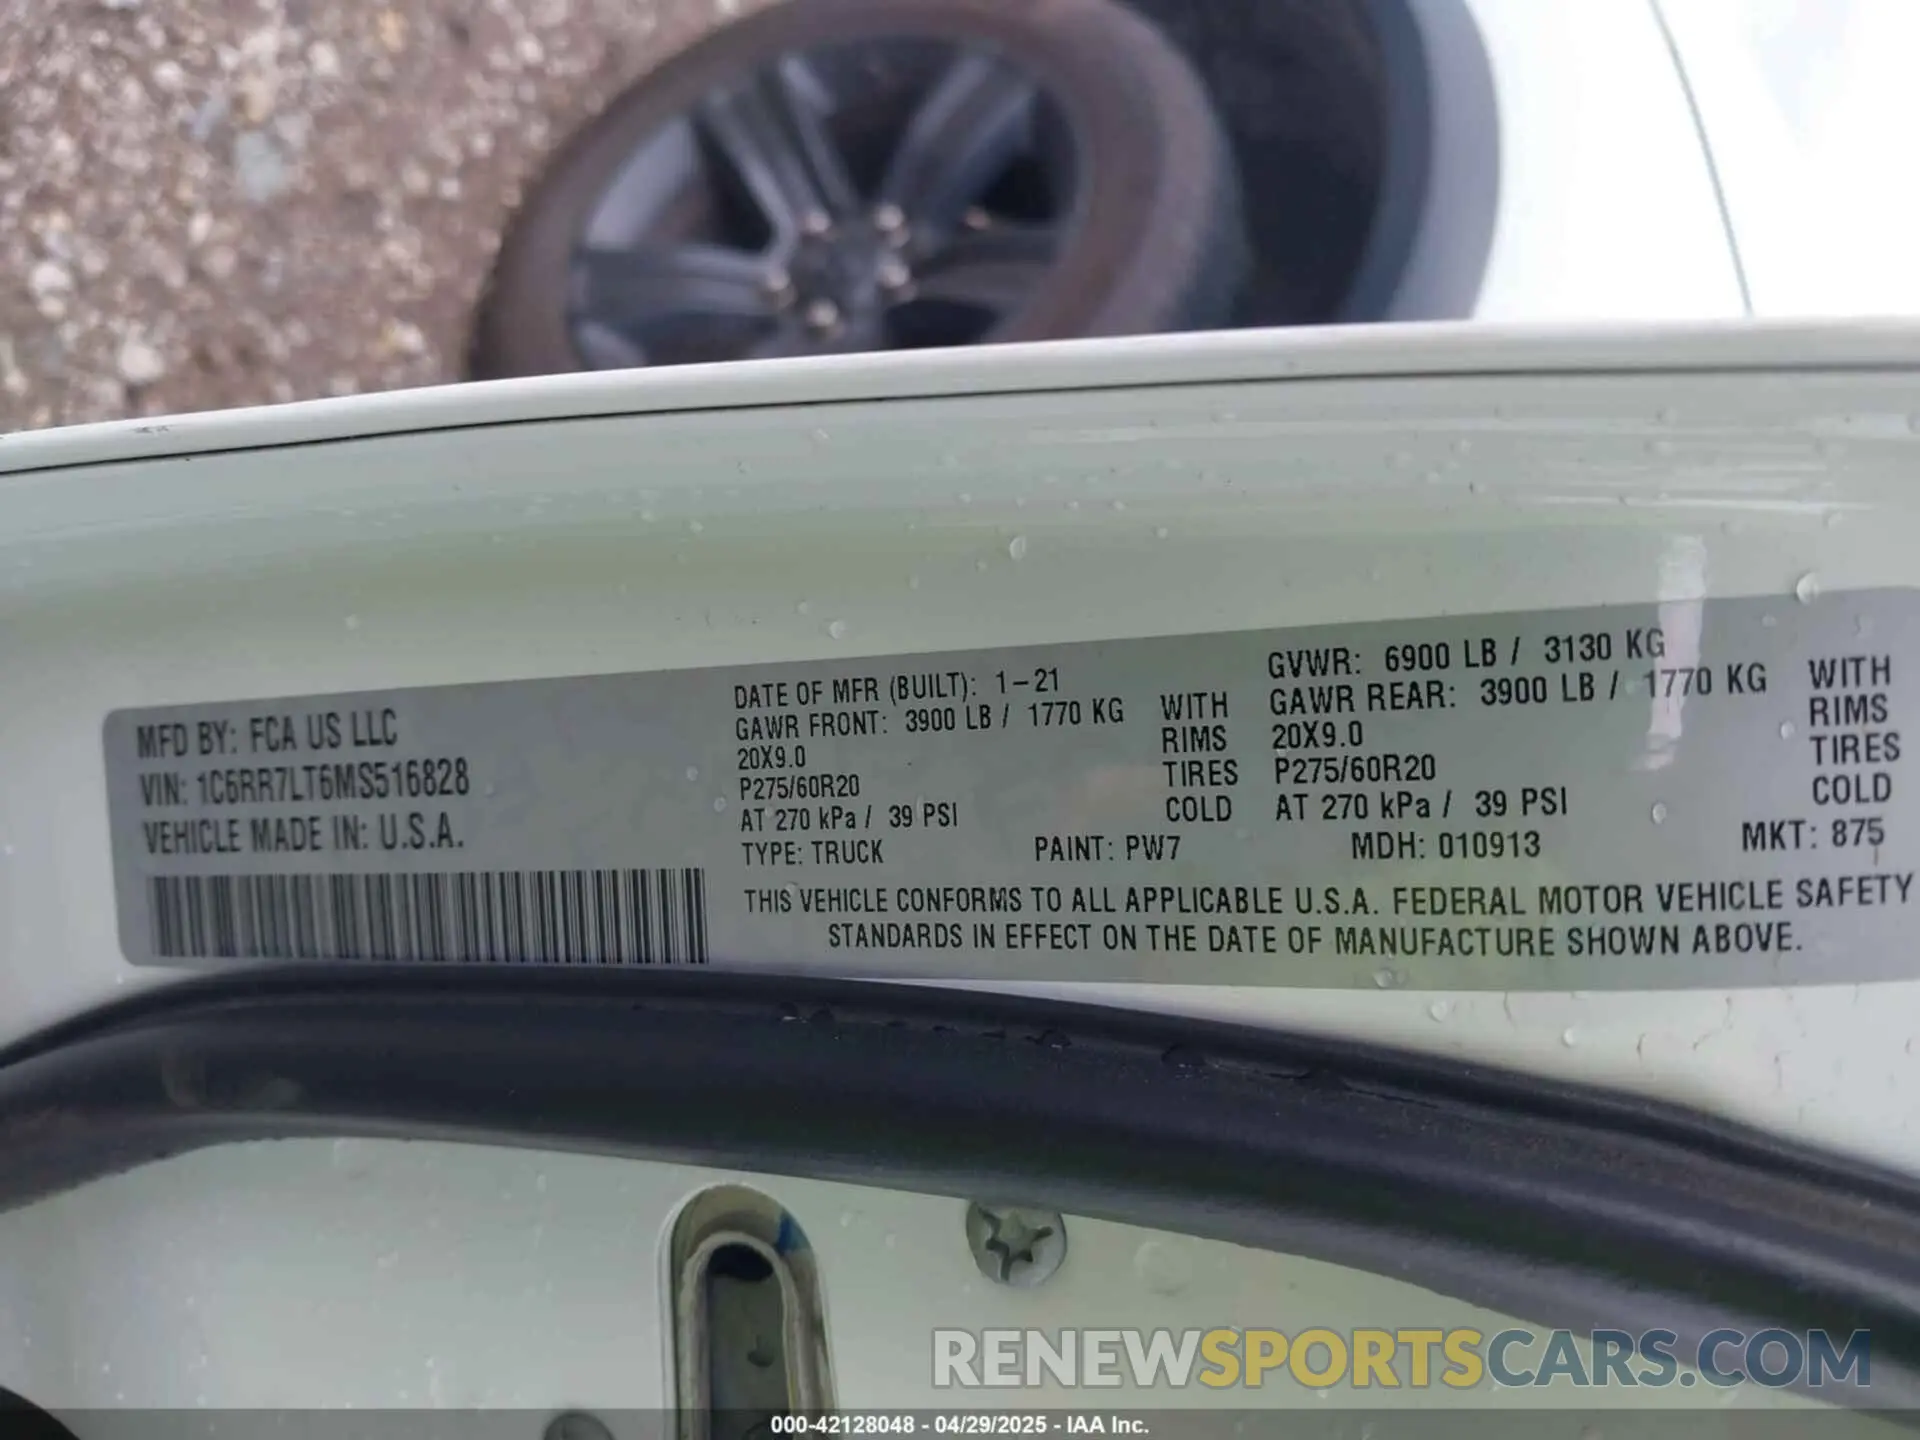 MFD BY: FCA US LLC
VIN: 1C6RR7LT6MS516828
VEHICLE MADE IN: U.S.A.
DATE OF MFR (BUILT): 1-21
GAWR FRONT: 3900 LB / 1770 KG WITH
20X9.0 RIMS
P275/60R20 TIRES
AT 270 kPa / 39 PSI COLD
GVWR: 6900 LB / 3130 KG
GAWR REAR: 3900 LB / 1770 KG WITH
20X9.0 RIMS
P275/60R20 TIRES
AT 270 kPa / 39 PSI COLD
TYPE: TRUCK PAINT: PW7 MDH: 010913 MKT: 875
THIS VEHICLE CONFORMS TO ALL APPLICABLE U.S.A. FEDERAL MOTOR VEHICLE SAFETY
STANDARDS IN EFFECT ON THE DATE OF MANUFACTURE SHOWN ABOVE.
RENEWSPORTSCARS.COM
000-42128048 - 04/29/2025 - IAA Inc.